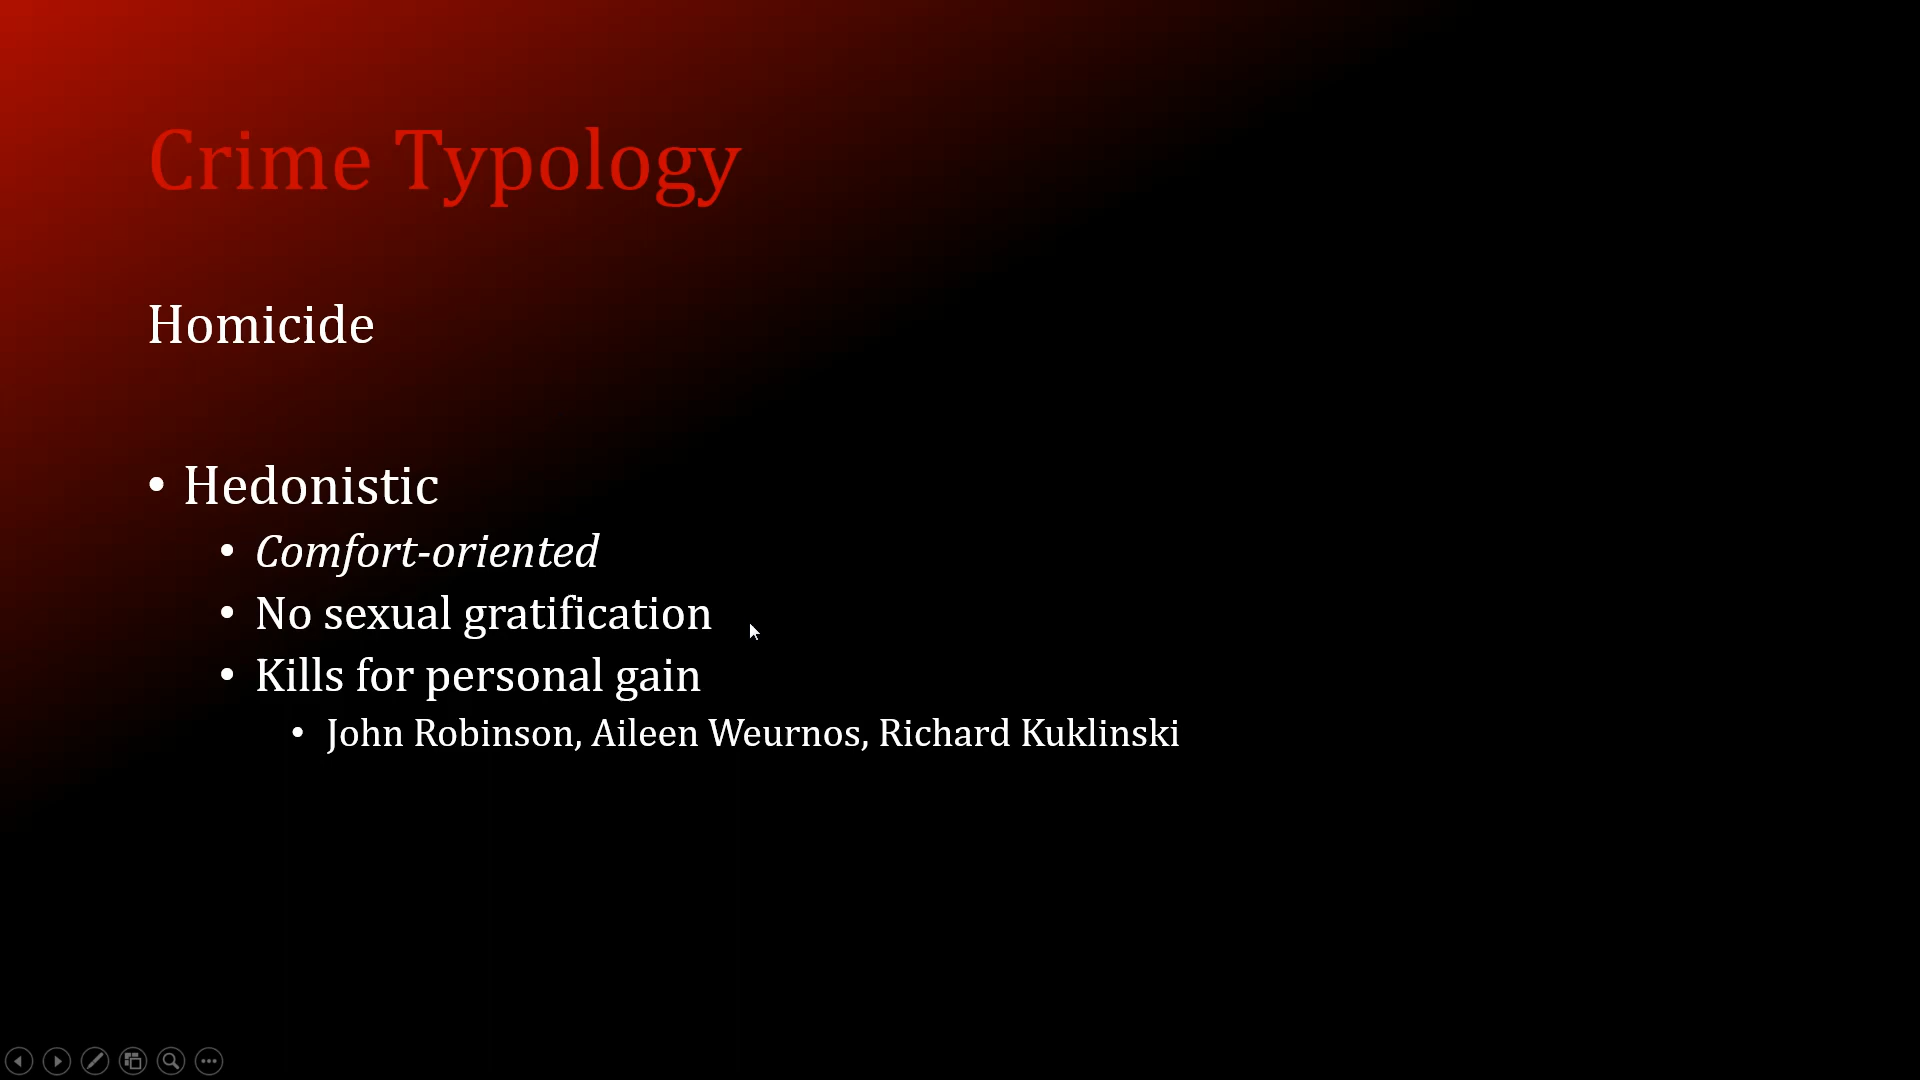 Crime Typology
Homicide
• Hedonistic
• Comfort-oriented
• No sexual gratification
• Kills for personal gain
• John Robinson, Aileen Weurnos, Richard Kuklinski